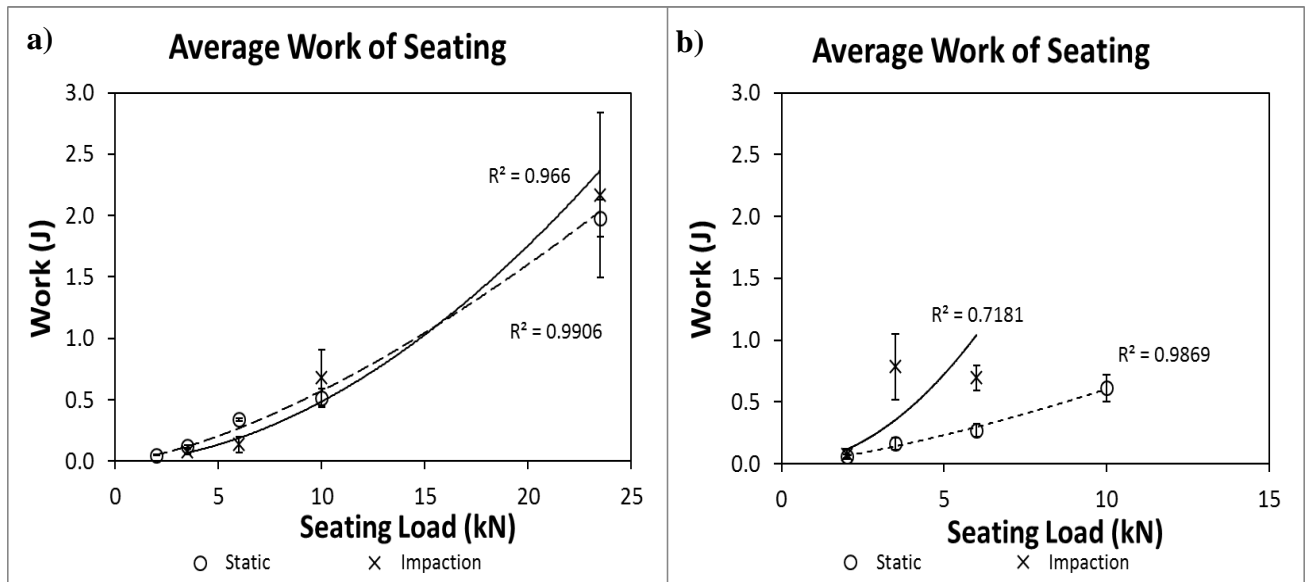 a)
Average Work of Seating
3.0
2.5
2.0
1.5
1.0
0.5
0.0
Work (J)
R² = 0.966
R² = 0.9906
0 5 10 15 20 25
Seating Load (kN)
Static Impaction
b)
Average Work of Seating
3.0
2.5
2.0
1.5
1.0
0.5
0.0
Work (J)
R² = 0.7181
R² = 0.9869
0 5 10 15
Seating Load (kN)
Static Impaction